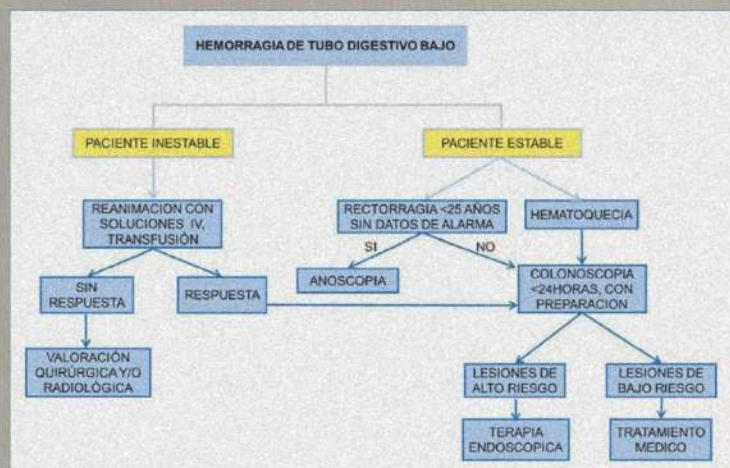 HEMORRAGIA DE TUBO DIGESTIVO BAJO
PACIENTE INESTABLE
PACIENTE ESTABLE
REANIMACION CON
SOLUCIONES IV,
TRANSFUSIÓN
RECTORRAGIA <25 AÑOS
SIN DATOS DE ALARMA
HEMATOQUECIA
SI
NO
SIN
RESPUESTA
RESPUESTA
ANOSCOPIA
COLONOSCOPIA
<24HORAS, CON
PREPARACION
VALORACIÓN
QUIRÚRGICA Y/O
RADIOLÓGICA
LESIONES DE
ALTO RIESGO
LESIONES DE
BAJO RIESGO
TERAPIA
ENDOSCOPICA
TRATAMIENTO
MEDICO